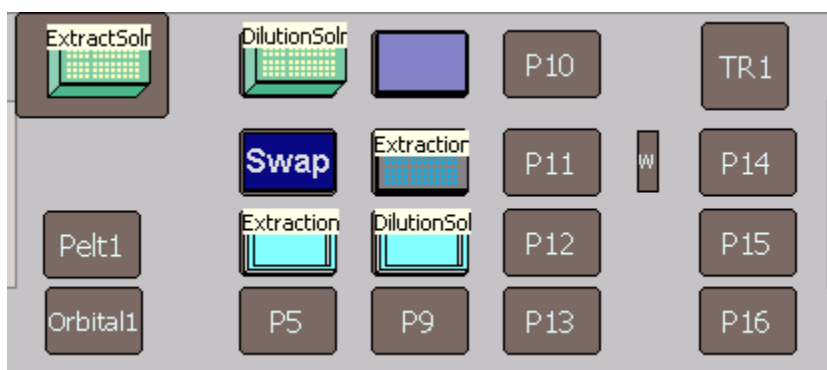 ExtractSoln
DilutionSoln
P10
TR1
Swap
Extraction
P11
W
P14
Pelt1
Extraction
DilutionSol
P12
P15
Orbital1
P5
P9
P13
P16